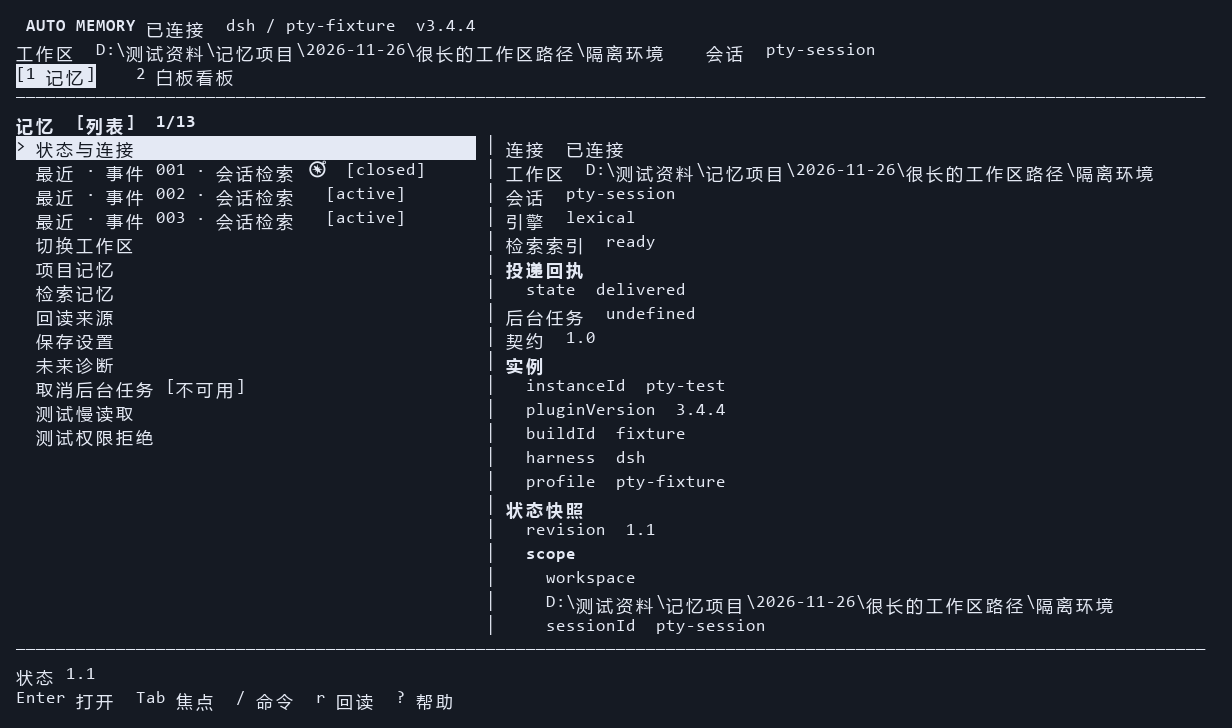 AUTO MEMORY 已连接 dsh / pty-fixture v3.4.4
工作区 D:\测试资料\记忆项目\2026-11-26\很长的工作区路径\隔离环境 会话 pty-session
[1 记忆] 2 白板看板
记忆 [列表] 1/13
> 状态与连接
最近 · 事件 001 · 会话检索 [closed]
最近 · 事件 002 · 会话检索 [active]
最近 · 事件 003 · 会话检索 [active]
切换工作区
项目记忆
检索记忆
回读来源
保存设置
未来诊断
取消后台任务 [不可用]
测试慢读取
测试权限拒绝
连接 已连接
工作区 D:\测试资料\记忆项目\2026-11-26\很长的工作区路径\隔离环境
会话 pty-session
引擎 lexical
检索索引 ready
投递回执
state delivered
后台任务 undefined
契约 1.0
实例
instanceId pty-test
pluginVersion 3.4.4
buildId fixture
harness dsh
profile pty-fixture
状态快照
revision 1.1
scope
workspace
D:\测试资料\记忆项目\2026-11-26\很长的工作区路径\隔离环境
sessionId pty-session
状态 1.1
Enter 打开 Tab 焦点 / 命令 r 回读 ? 帮助